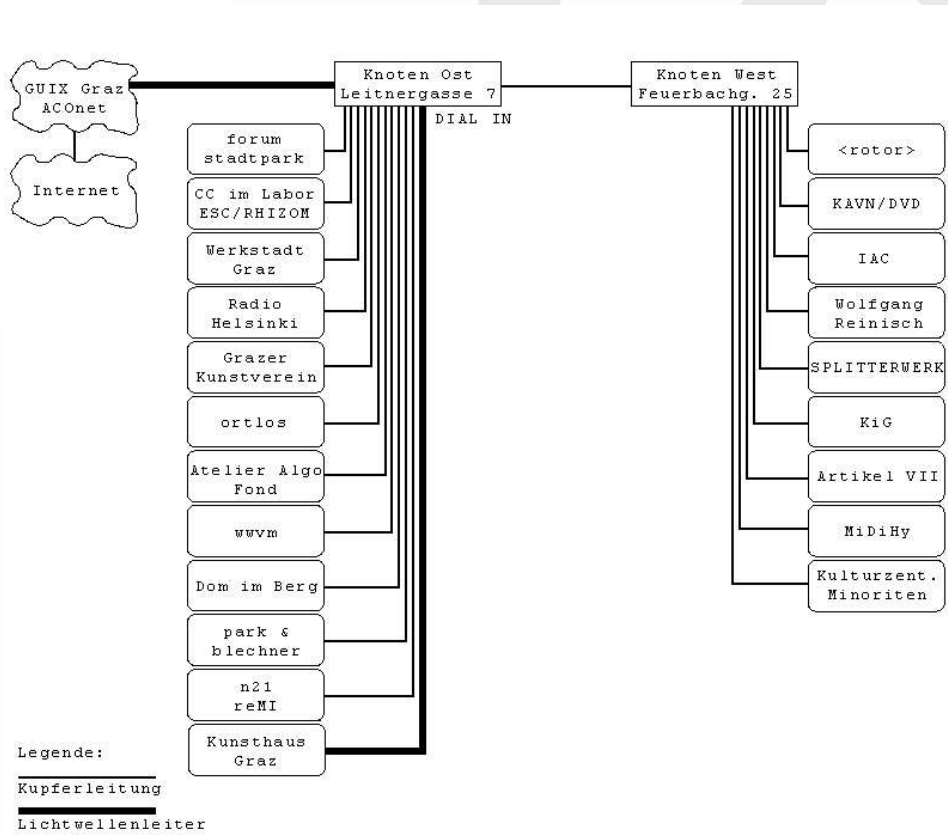 GUIX Graz
ACOnet
Internet
Knoten Ost
Leitnergasse 7
DIAL IN
Knoten West
Feuerbachg. 25
forum
stadtpark
CC im Labor
ESC/RHIZOM
Werkstadt
Graz
Radio
Helsinki
Grazer
Kunstverein
ortlos
Atelier Algo
Fond
wwvm
Dom im Berg
park &
blechner
n21
reMI
Kunsthaus
Graz
<rotor>
KAVN/DVD
IAC
Wolfgang
Reinisch
SPLITTERWERK
KiG
Artikel VII
MiDiHy
Kulturzent.
Minoriten
Legende:
Kupferleitung
Lichtwellenleiter